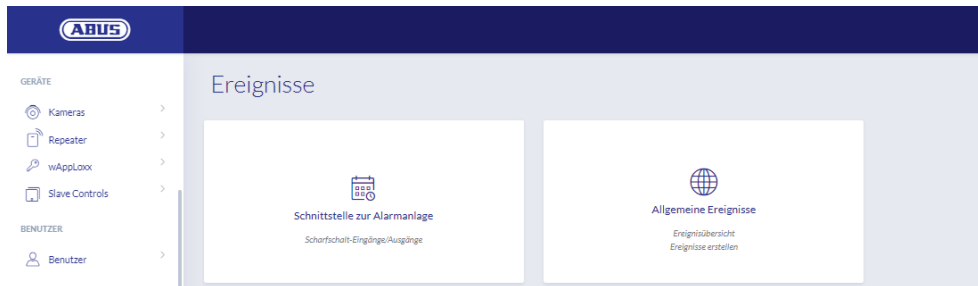 ABUS
GERÄTE
Kameras
Repeater
wAppLoxx
Slave Controls
BENUTZER
Benutzer
Ereignisse
Schnittstelle zur Alarmanlage
Scharfschalt-Eingänge/Ausgänge
Allgemeine Ereignisse
Ereignisübersicht
Ereignisse erstellen